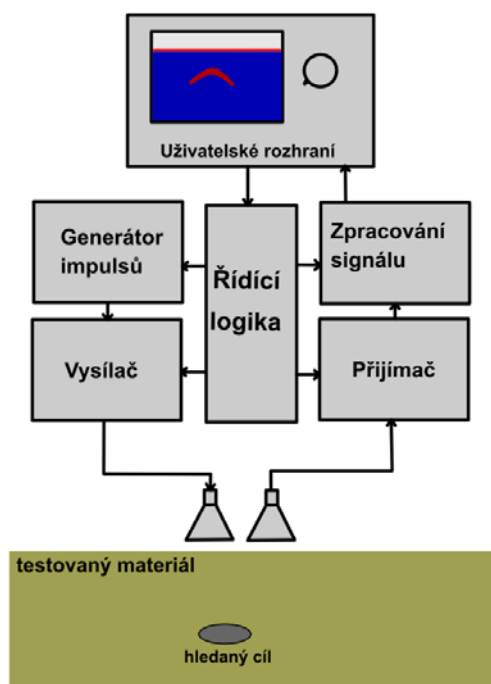 Uživatelské rozhraní
Generátor
impulsů
Řídící
logika
Zpracování
signálu
Vysílač
Přijímač
testovaný materiál
hledaný cíl